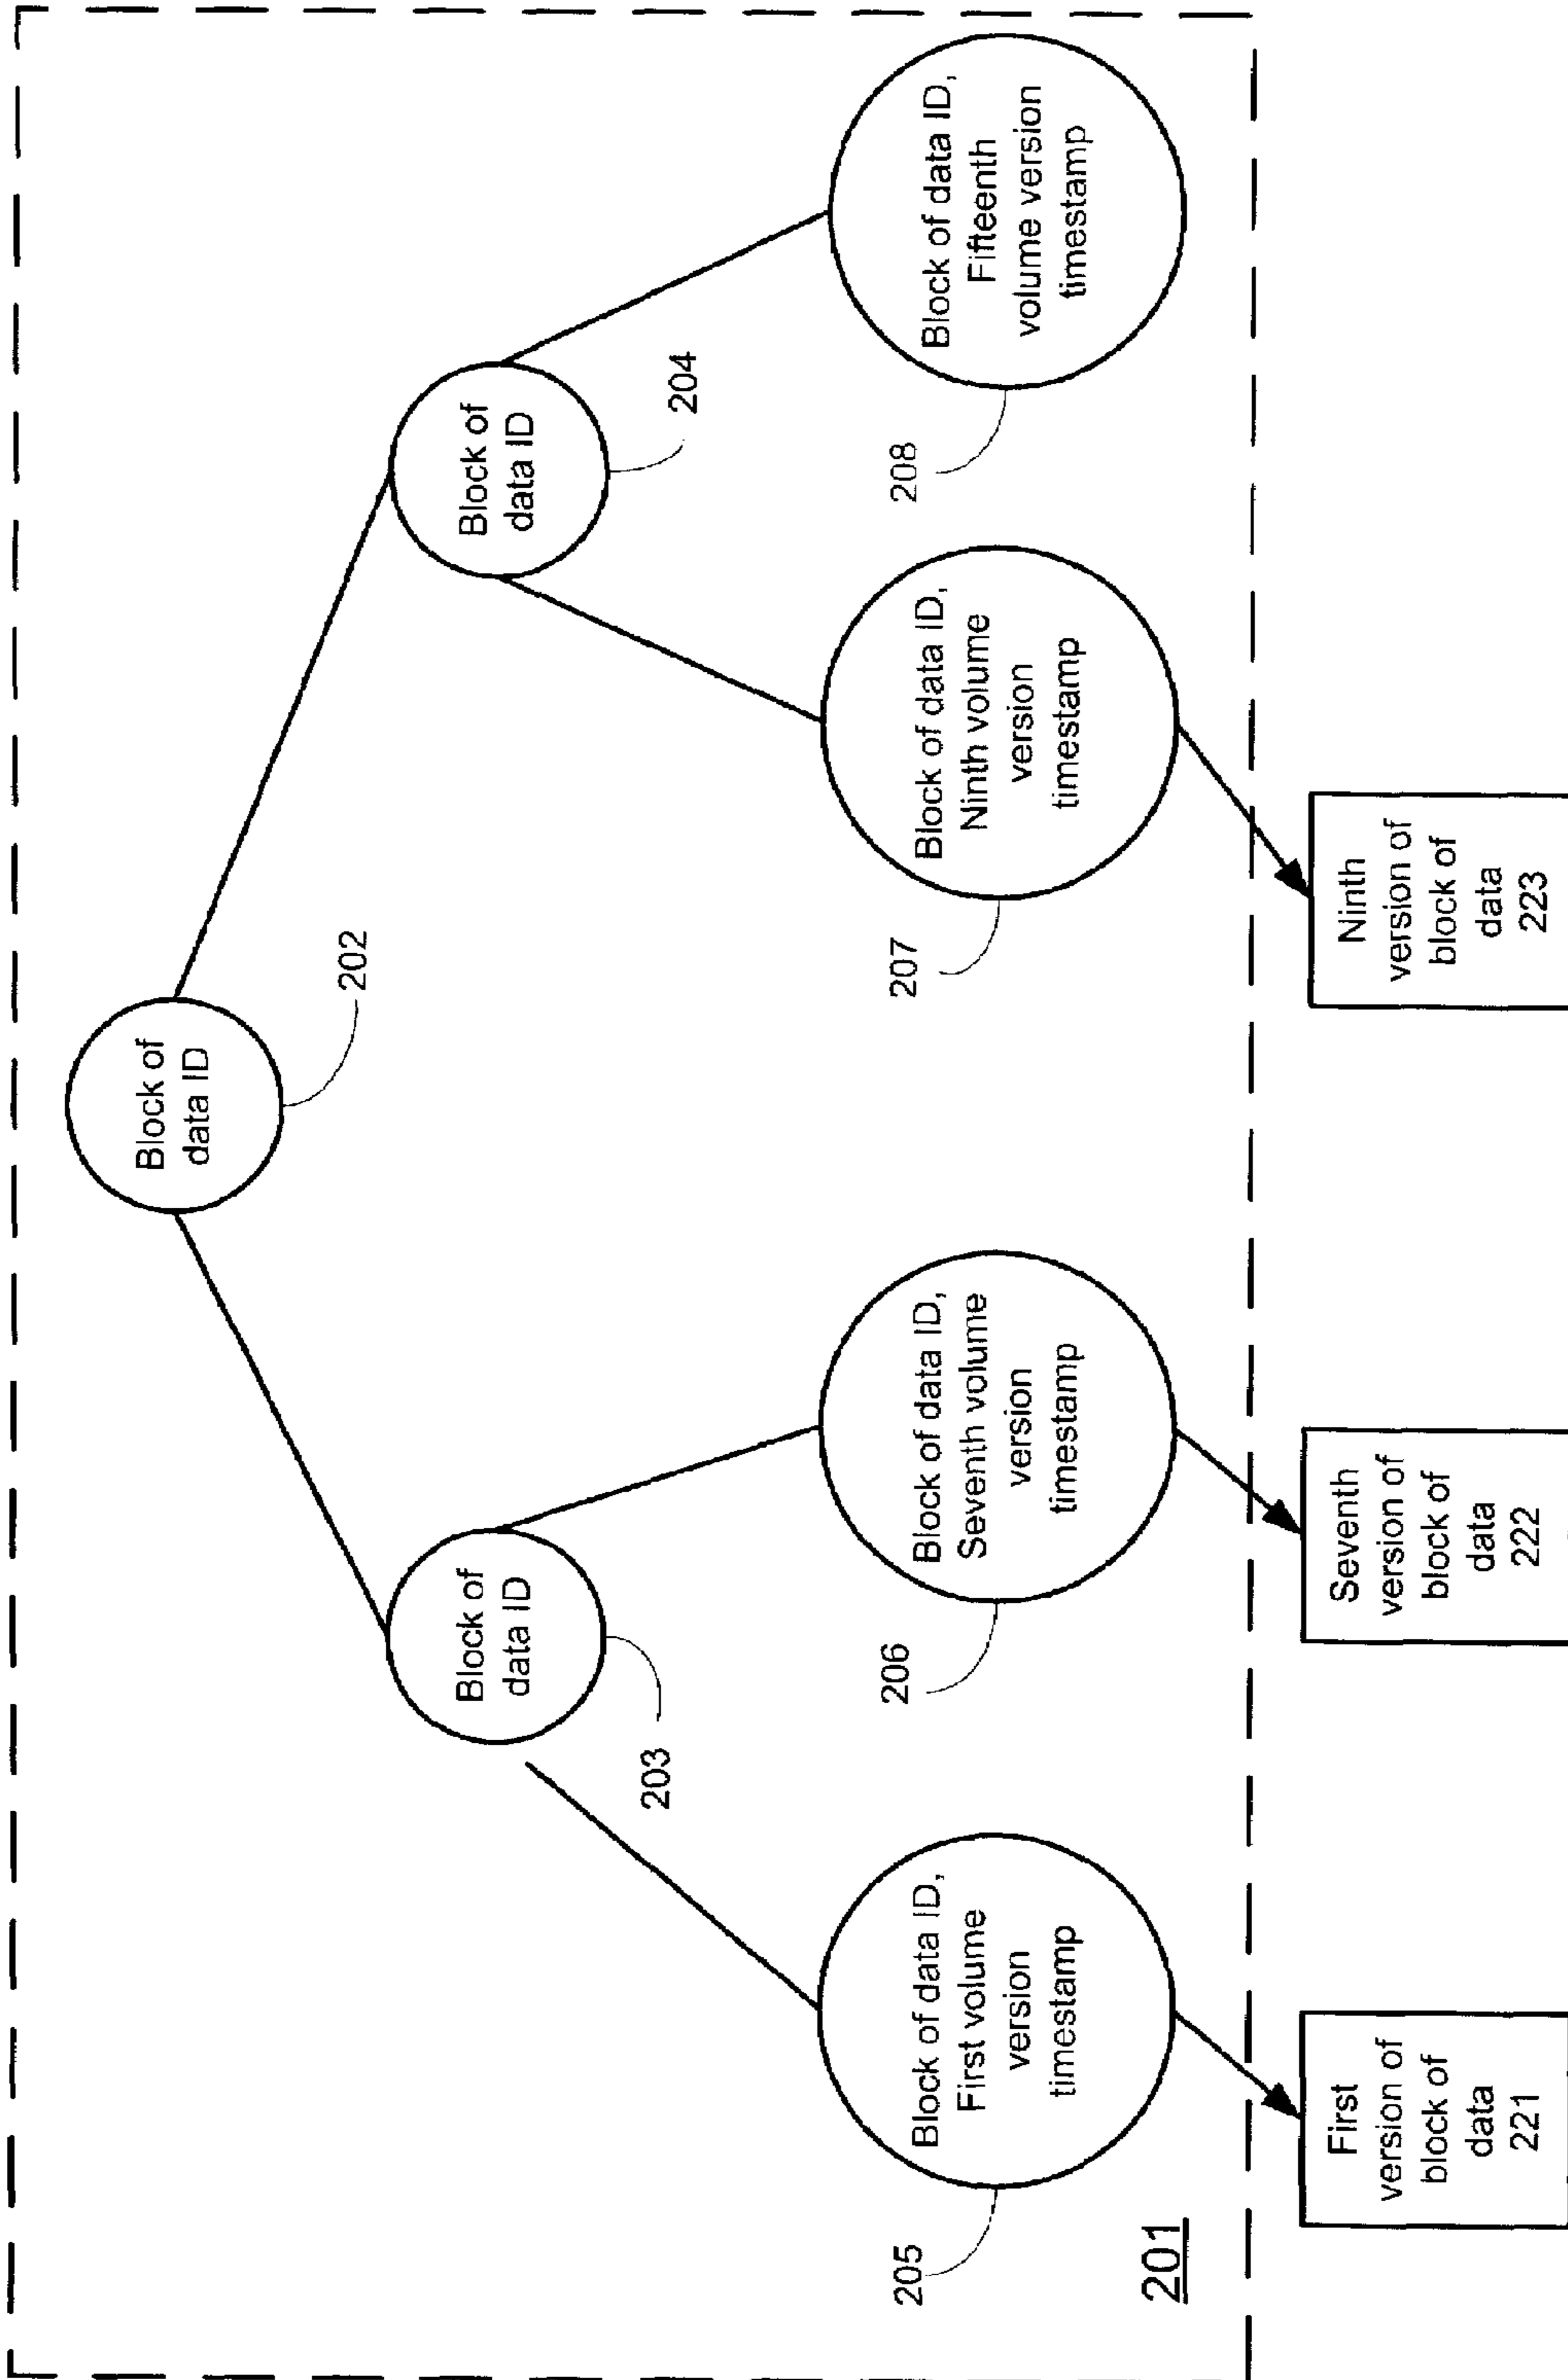 Block of
data ID
202
Block of
data ID
203
Block of
data ID
204
Block of data ID,
First volume
version
timestamp
205
Block of data ID,
Seventh volume
version
timestamp
206
Block of data ID,
Ninth volume
version
timestamp
207
Block of data ID,
Fifteenth
volume version
timestamp
208
201
First
version of
block of
data
221
Seventh
version of
block of
data
222
Ninth
version of
block of
data
223